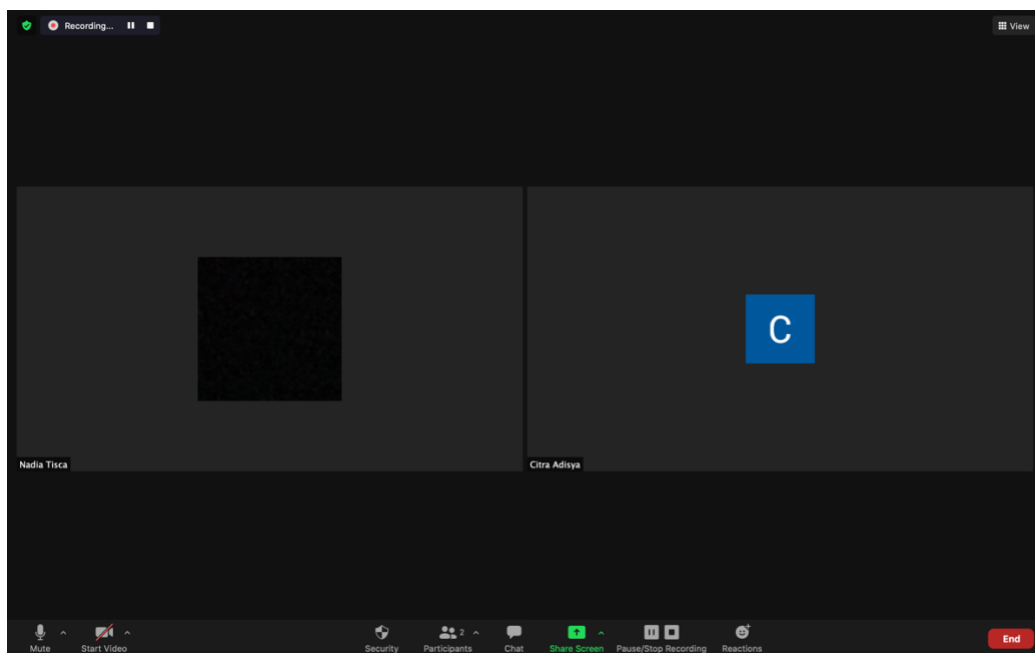 Recording...
View
C
Nadia Tisca
Citra Adisya
Mute
Start Video
Security
Participants
2
Chat
Share Screen
Pause/Stop Recording
Reactions
End